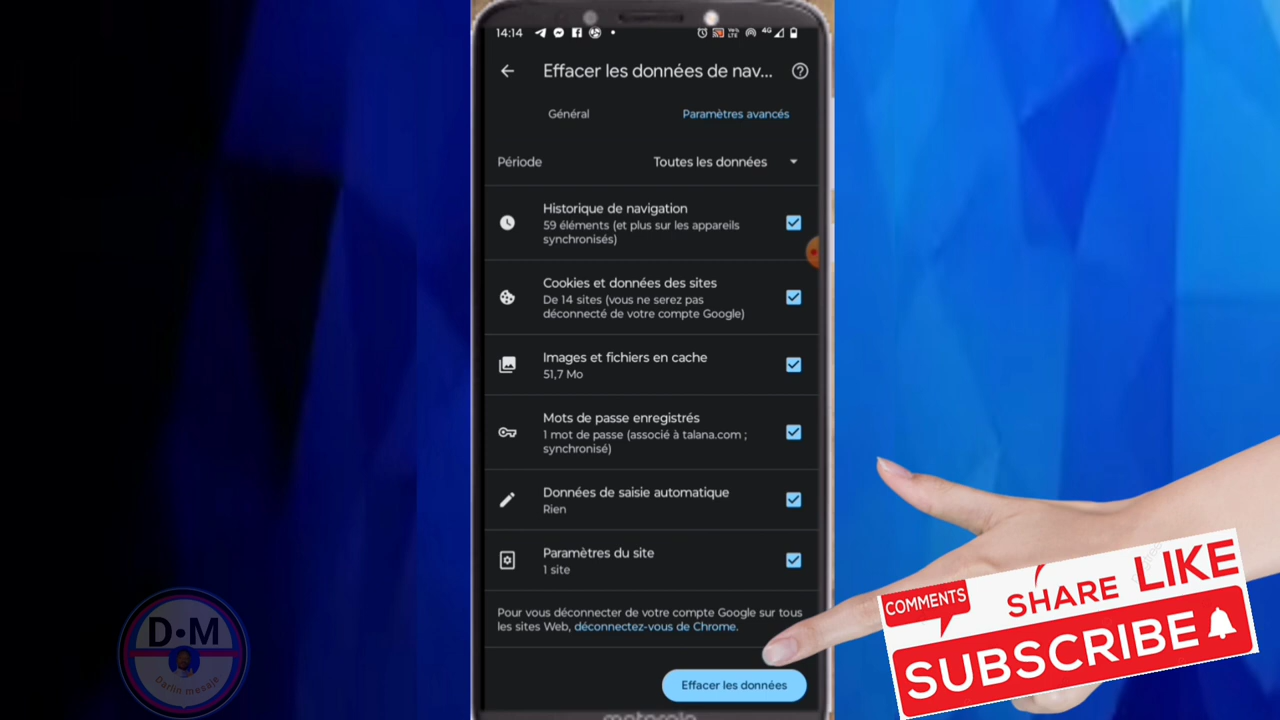 14:14
4G
Effacer les données de nav...
Général
Paramètres avancés
Période
Toutes les données
Historique de navigation
59 éléments (et plus sur les appareils
synchronisés)
Cookies et données des sites
De 14 sites (vous ne serez pas
déconnecté de votre compte Google)
Images et fichiers en cache
51,7 Mo
Mots de passe enregistrés
1 mot de passe (associé à talana.com ;
synchronisé)
Données de saisie automatique
Rien
Paramètres du site
1 site
Pour vous déconnecter de votre compte Google sur tous
les sites Web, déconnectez-vous de Chrome.
Effacer les données
motorola
D•M
Darlin mesaje
COMMENTS
SHARE
LIKE
SUBSCRIBE